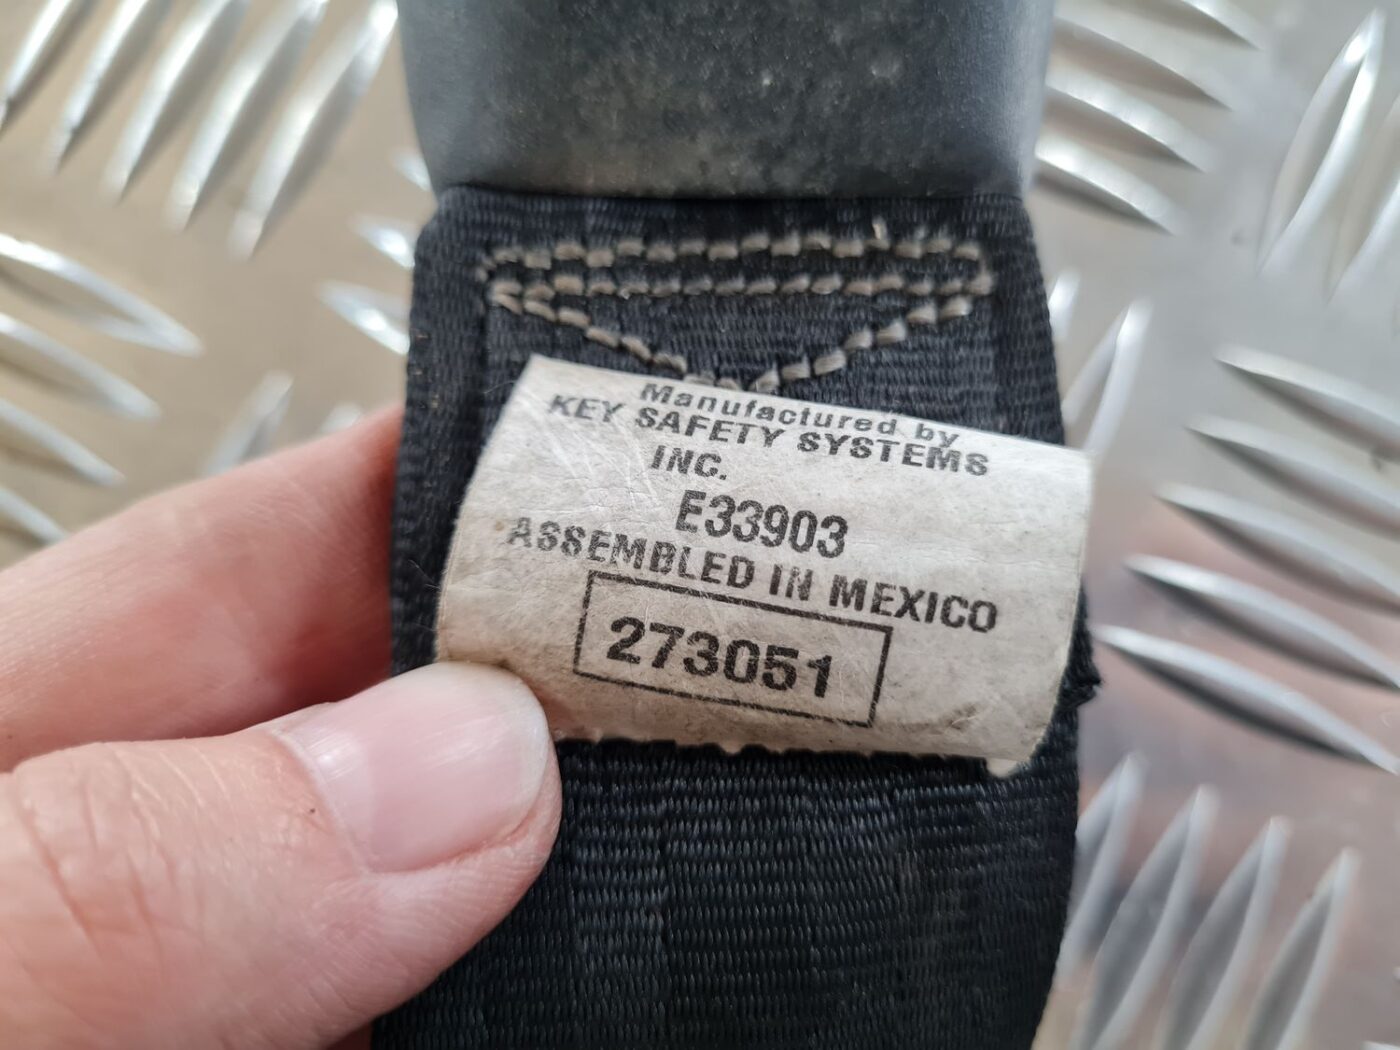 Manufactured by
KEY SAFETY SYSTEMS
INC.
E33903
ASSEMBLED IN MEXICO
273051